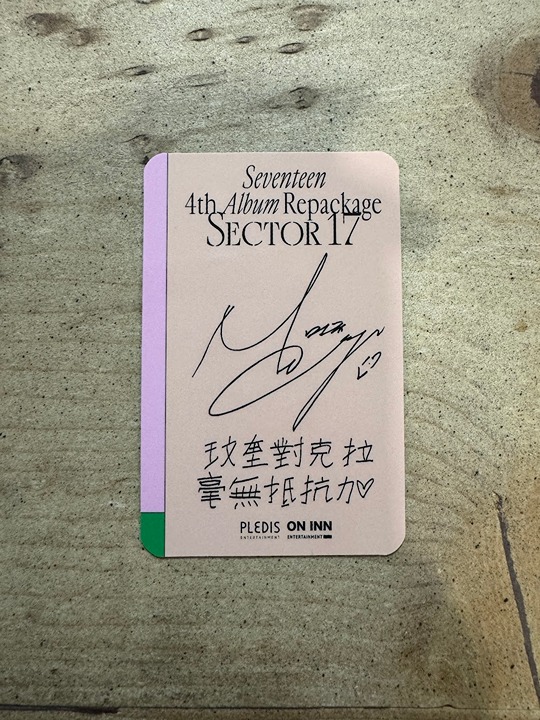 Seventeen
4th Album Repackage
SECTOR 17
玟奎對克拉
毫無抵抗力♡
PLEDIS ON INN
ENTERTAINMENT ENTERTAINMENT